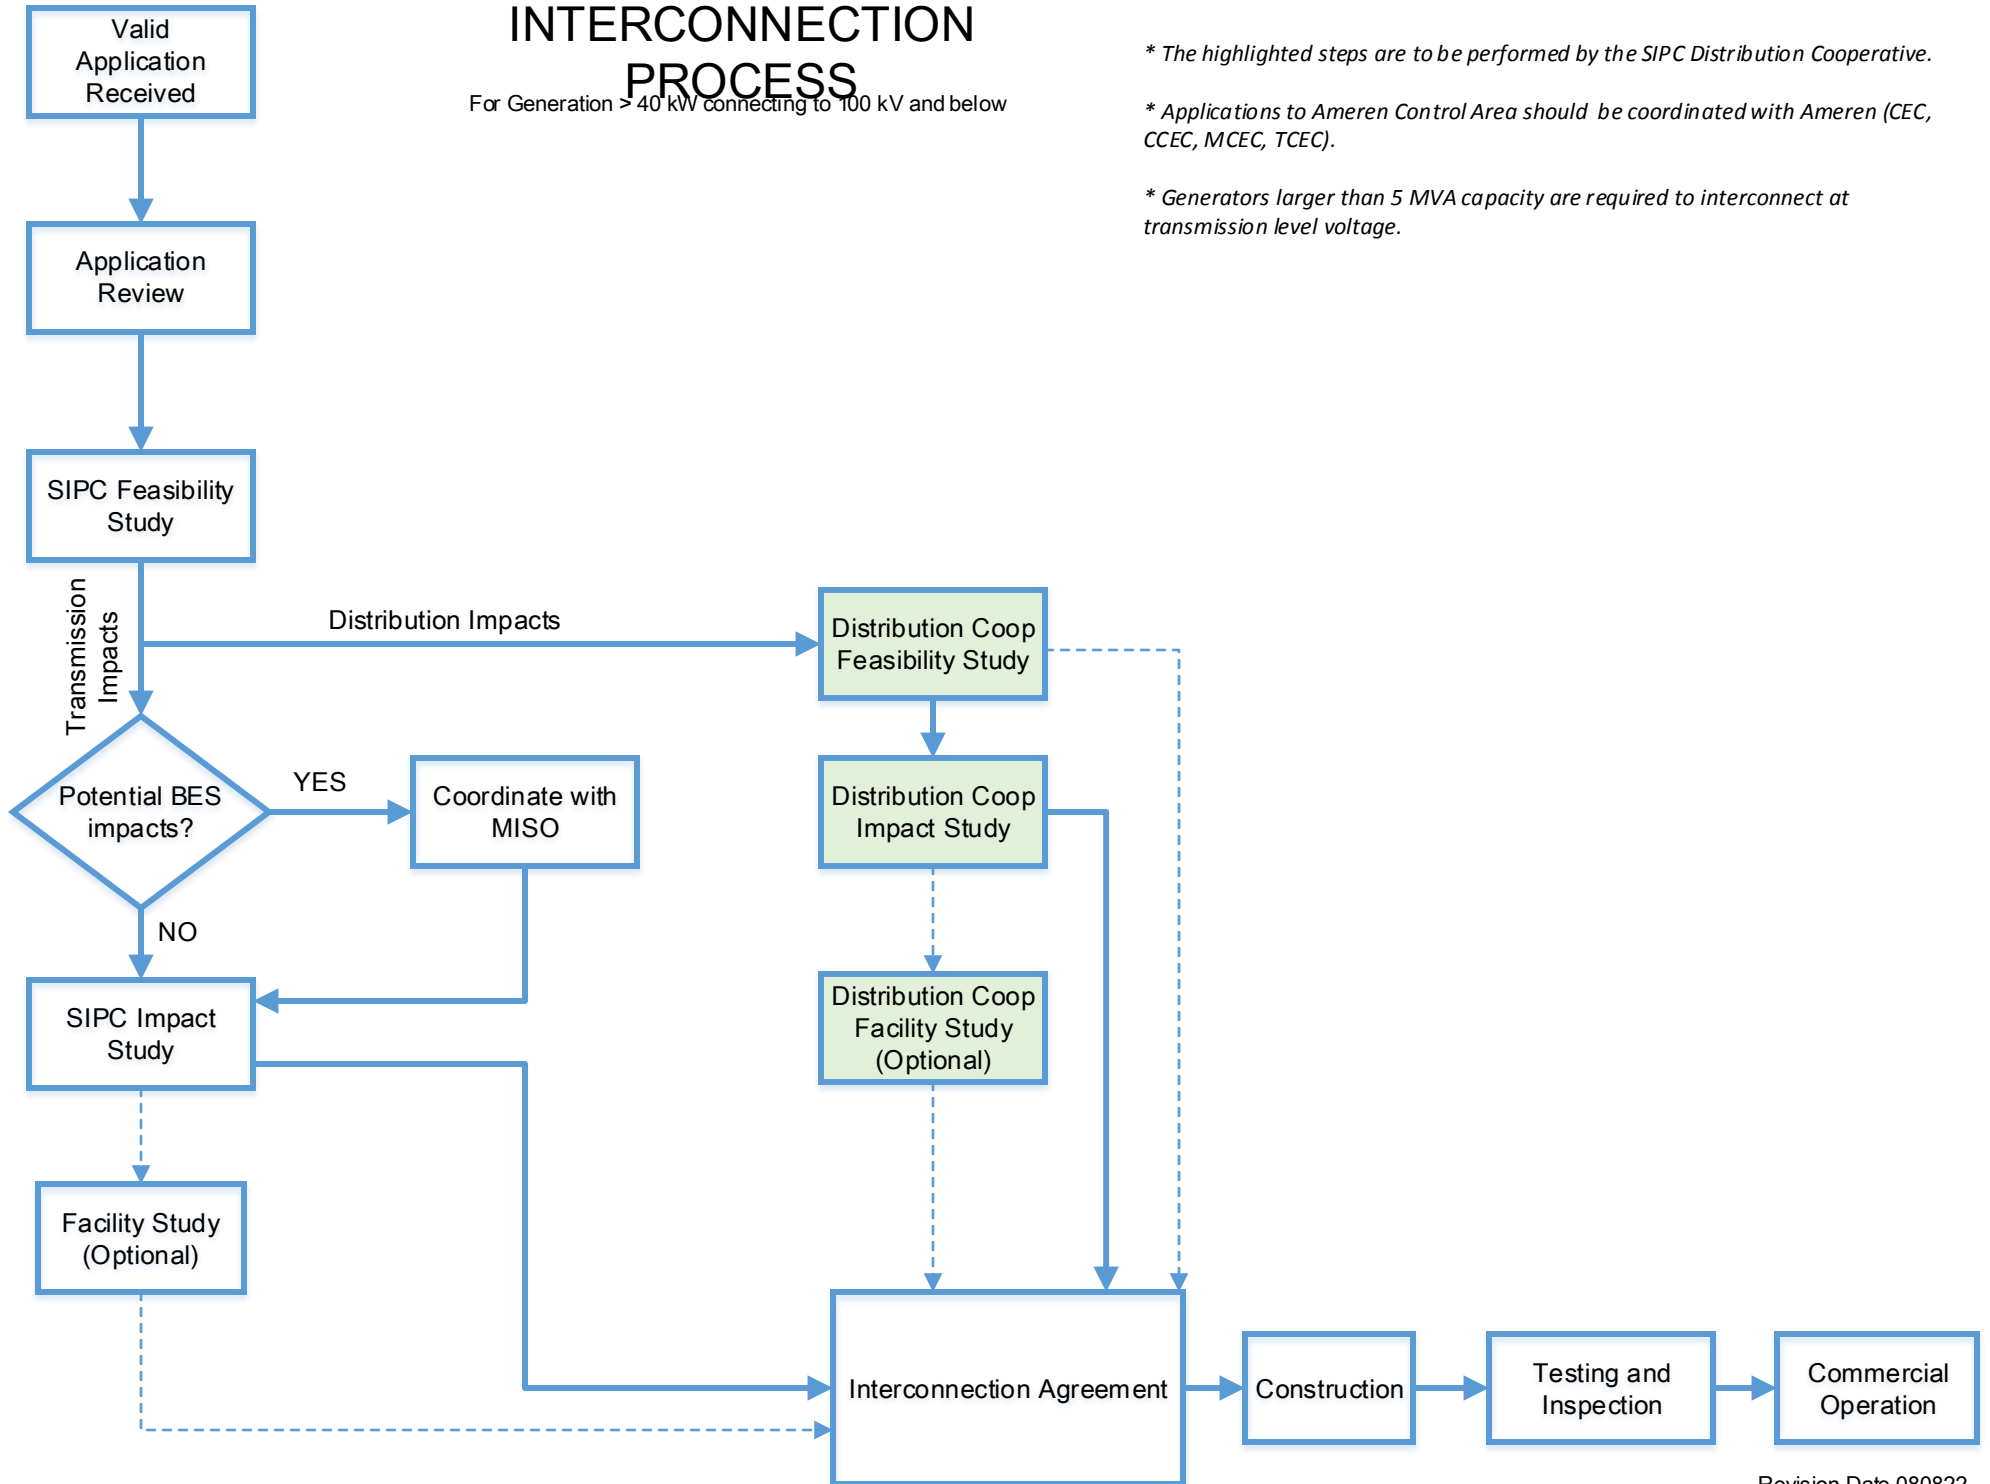 INTERCONNECTION
PROCESS
For Generation > 40 kW connecting to 100 kV and below
* The highlighted steps are to be performed by the SIPC Distribution Cooperative.
* Applications to Ameren Control Area should be coordinated with Ameren (CEC,
CCEC, MCEC, TCEC).
* Generators larger than 5 MVA capacity are required to interconnect at
transmission level voltage.
Valid
Application
Received
Application
Review
SIPC Feasibility
Study
Transmission
Impacts
Distribution Impacts
Distribution Coop
Feasibility Study
Potential BES
impacts?
YES
Coordinate with
MISO
Distribution Coop
Impact Study
NO
SIPC Impact
Study
Distribution Coop
Facility Study
(Optional)
Facility Study
(Optional)
Interconnection Agreement
Construction
Testing and
Inspection
Commercial
Operation
Revision Date 080822